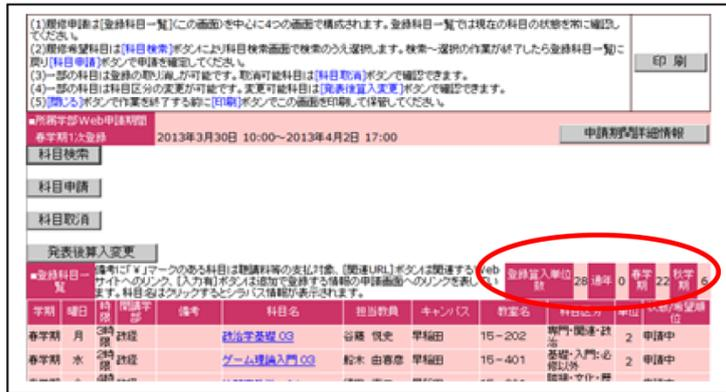 (1)履修申請は[登録科目一覧](この画面)を中心に4つの画面で構成されます。登録科目一覧では現在の科目の状態を常に確認し
てください。
(2)履修希望科目は[科目検索]ボタンにより科目検索画面で検索のうえ選択します。検索～選択の作業が終了したら登録科目一覧に
戻り[科目申請]ボタンで申請を確定してください。
(3)一部の科目は登録の取り消しが可能です。取消可能科目は[科目取消]ボタンで確認できます。
(4)一部の科目は科目区分の変更が可能です。変更可能科目は[発表後算入変更]ボタンで確認できます。
(5)[閉じる]ボタンで作業を終了する前に[印刷]ボタンでこの画面を印刷して保管してください。
印 刷
■所属学部Web申請期間
春学期1次登録 2013年3月30日 10:00～2013年4月2日 17:00
申請期間詳細情報
科目検索
科目申請
科目取消
発表後算入変更
■登録科目一覧
備考に「￥」マークのある科目は聴講料等の支払対象、[関連URL]ボタンは関連するWeb
サイトへのリンク、[入力有]ボタンは追加で登録する情報の申請画面へのリンクを表してい
ます。科目名はクリックするとシラバス情報が表示されます。
登録算入単位数 28 通年 0 春学期 22 秋学期 6
学期 曜日 時限 開講学部 備考 科目名 担当教員 キャンパス 教室名 科目区分 単位 状態/希望順位
春学期 月 3時限 政経 政治学基礎 03 谷藤 悦史 早稲田 15－202 専門・関連・政治 2 申請中
春学期 水 2時限 政経 ゲーム理論入門 03 船木 由喜彦 早稲田 15－401 基礎・入門:必修以外 2 申請中